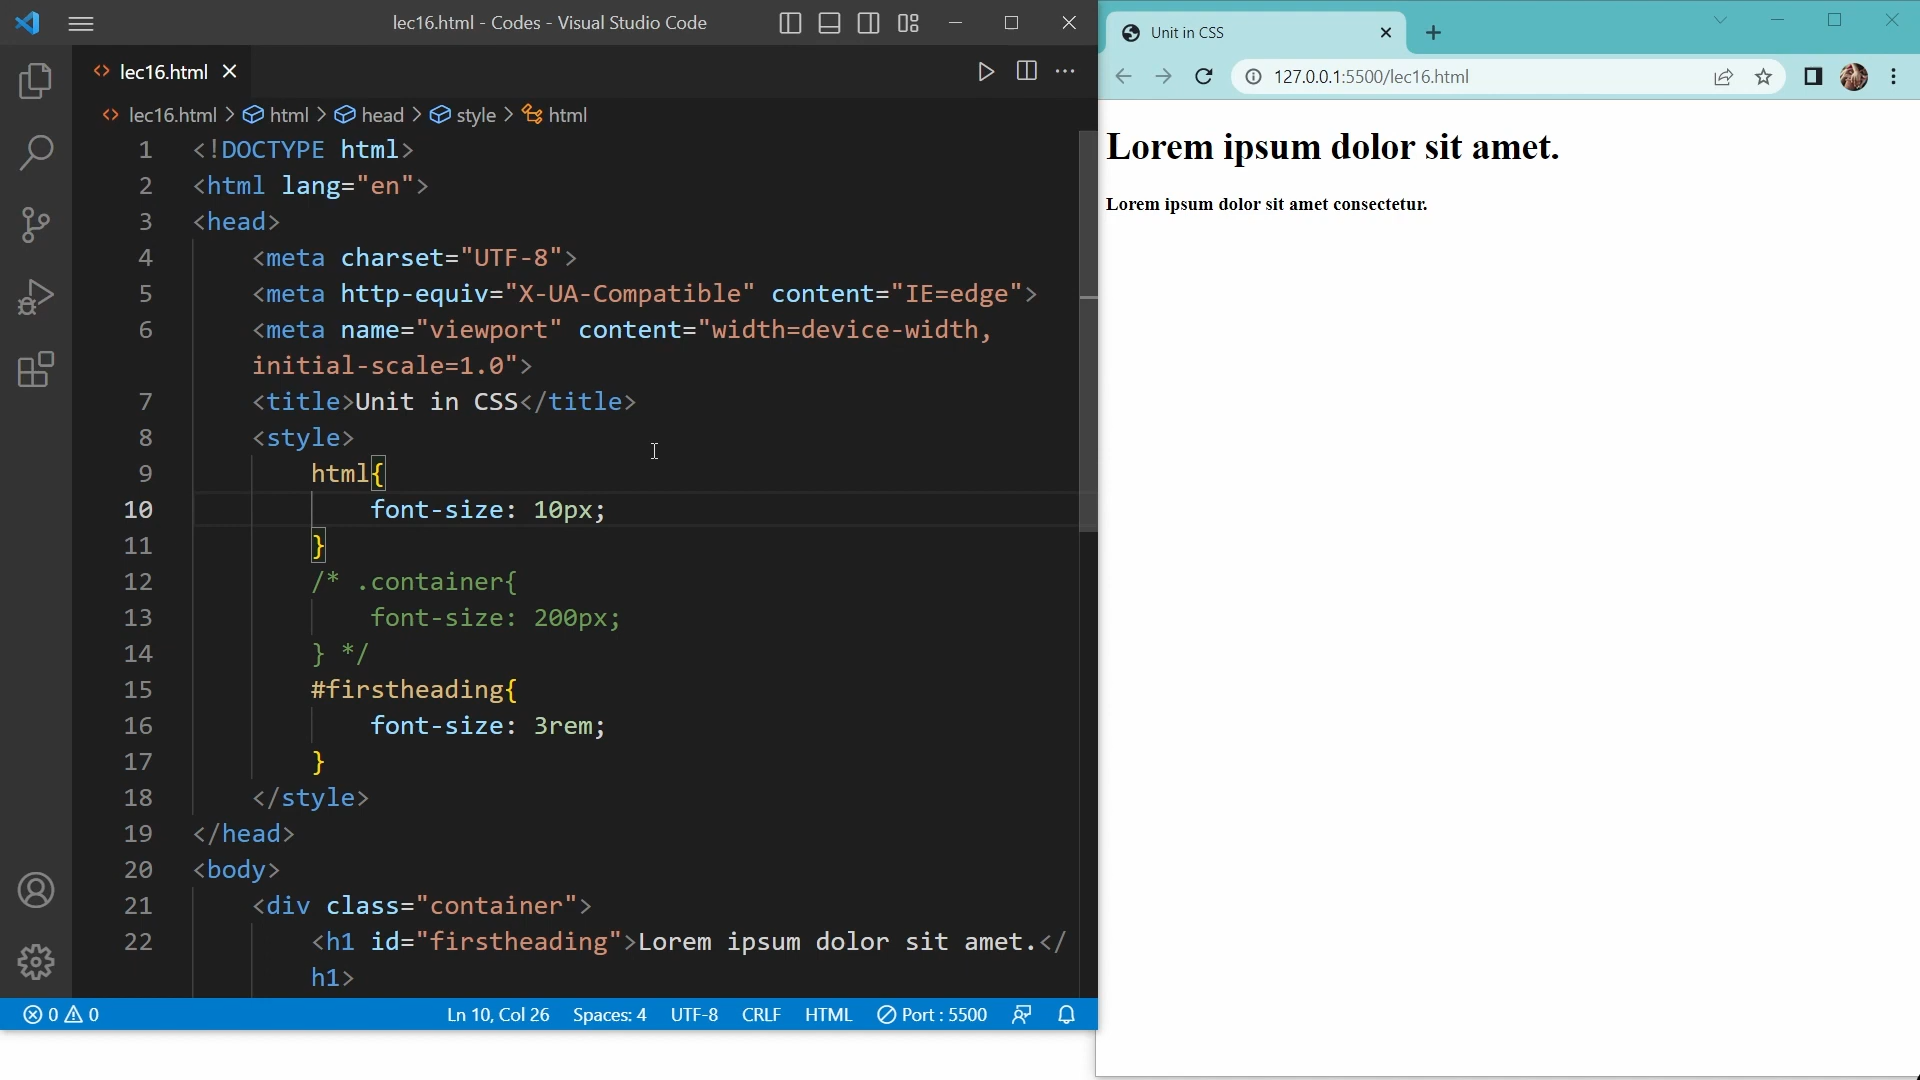 lec16.html - Codes - Visual Studio Code
lec16.html
lec16.html > html > head > style > html
1 <!DOCTYPE html>
2 <html lang="en">
3 <head>
4 <meta charset="UTF-8">
5 <meta http-equiv="X-UA-Compatible" content="IE=edge">
6 <meta name="viewport" content="width=device-width,
initial-scale=1.0">
7 <title>Unit in CSS</title>
8 <style>
9 html{
10 font-size: 10px;
11 }
12 /* .container{
13 font-size: 200px;
14 } */
15 #firstheading{
16 font-size: 3rem;
17 }
18 </style>
19 </head>
20 <body>
21 <div class="container">
22 <h1 id="firstheading">Lorem ipsum dolor sit amet.</
h1>
0 0 Ln 10, Col 26 Spaces: 4 UTF-8 CRLF HTML Port : 5500
Unit in CSS
127.0.0.1:5500/lec16.html
Lorem ipsum dolor sit amet.
Lorem ipsum dolor sit amet consectetur.